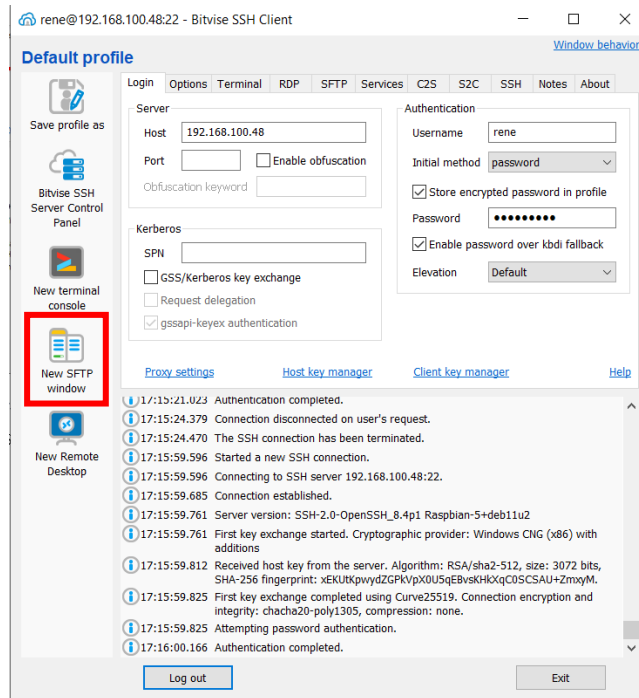 rene@192.168.100.48:22 - Bitvise SSH Client
Window behavior
Default profile
Save profile as
Bitvise SSH
Server Control
Panel
New terminal
console
New SFTP
window
New Remote
Desktop
Login Options Terminal RDP SFTP Services C2S S2C SSH Notes About
Server
Host 192.168.100.48
Port Enable obfuscation
Obfuscation keyword
Kerberos
SPN
GSS/Kerberos key exchange
Request delegation
gssapi-keyex authentication
Authentication
Username rene
Initial method password
Store encrypted password in profile
Password •••••••••
Enable password over kbdi fallback
Elevation Default
Proxy settings Host key manager Client key manager Help
17:15:21.023 Authentication completed.
17:15:24.379 Connection disconnected on user's request.
17:15:24.470 The SSH connection has been terminated.
17:15:59.596 Started a new SSH connection.
17:15:59.596 Connecting to SSH server 192.168.100.48:22.
17:15:59.685 Connection established.
17:15:59.761 Server version: SSH-2.0-OpenSSH_8.4p1 Raspbian-5+deb11u2
17:15:59.761 First key exchange started. Cryptographic provider: Windows CNG (x86) with
additions
17:15:59.812 Received host key from the server. Algorithm: RSA/sha2-512, size: 3072 bits,
SHA-256 fingerprint: xEKUtKpwydZGPkVpX0U5qEBvsKHkXqC0SCSAU+ZmxyM.
17:15:59.825 First key exchange completed using Curve25519. Connection encryption and
integrity: chacha20-poly1305, compression: none.
17:15:59.825 Attempting password authentication.
17:16:00.166 Authentication completed.
Log out Exit